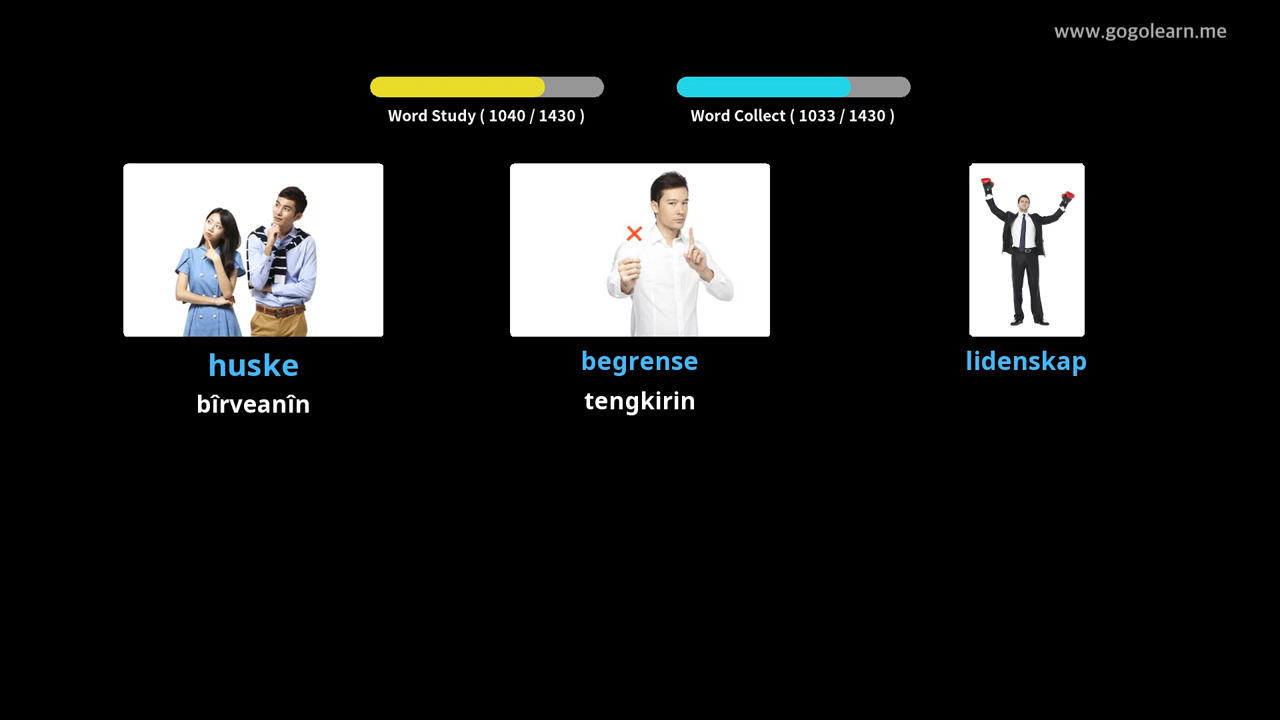 www.gogolearn.me
Word Study ( 1040 / 1430 )
Word Collect ( 1033 / 1430 )
huske
bîrveanîn
begrense
tengkirin
lidenskap